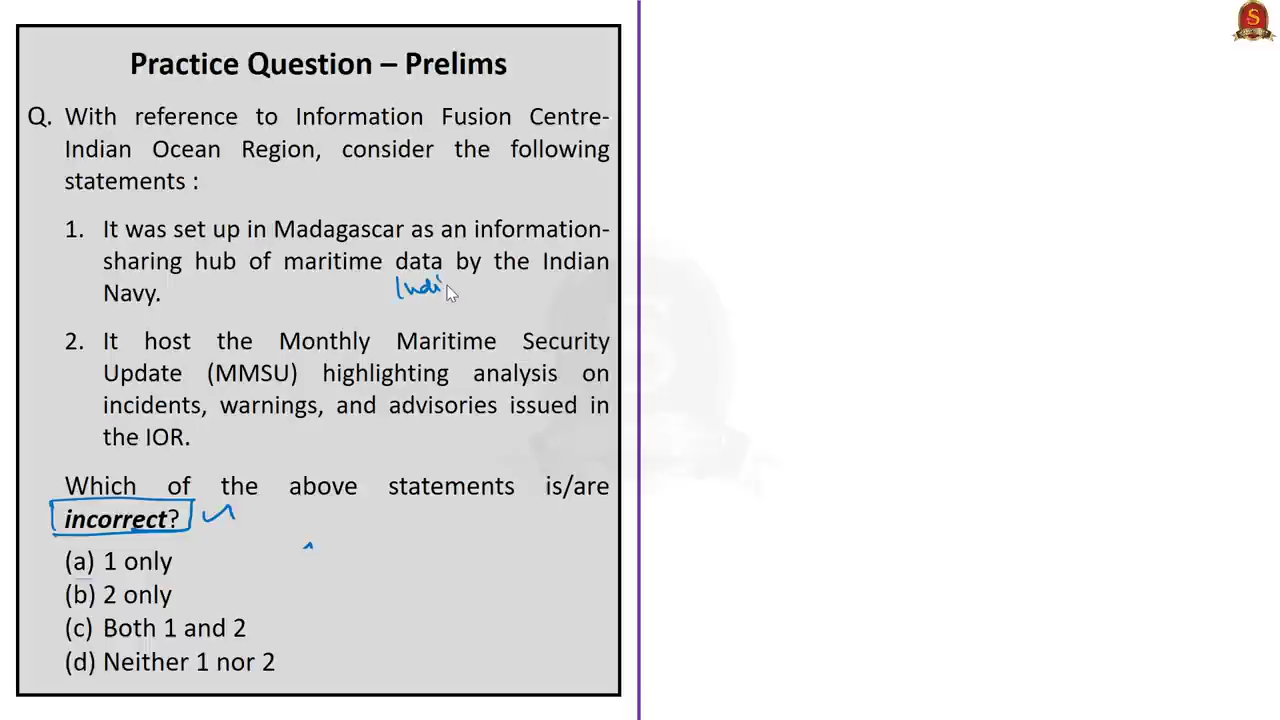 Practice Question – Prelims
Q. With reference to Information Fusion Centre-
Indian Ocean Region, consider the following
statements :
1. It was set up in Madagascar as an information-
sharing hub of maritime data by the Indian
Navy.
Indi
2. It host the Monthly Maritime Security
Update (MMSU) highlighting analysis on
incidents, warnings, and advisories issued in
the IOR.
Which of the above statements is/are
incorrect?
(a) 1 only
(b) 2 only
(c) Both 1 and 2
(d) Neither 1 nor 2
S